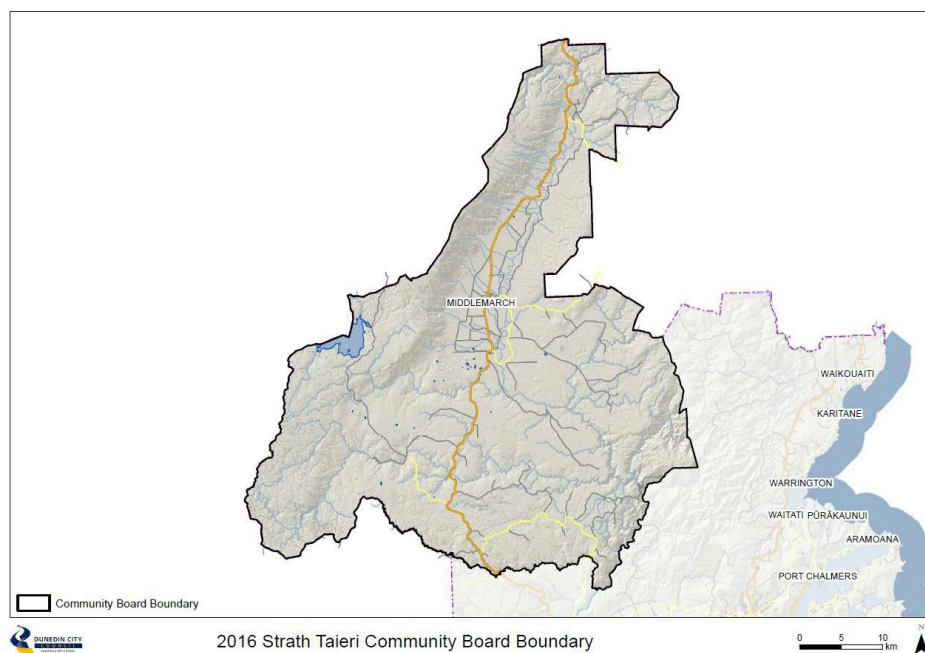 MIDDLEMARCH
WAIKOUAITI
KARITANE
WARRINGTON
WAITATI
PŪRĀKAUNUI
ARAMOANA
PORT CHALMERS
Community Board Boundary
DUNEDIN CITY
COUNCIL
2016 Strath Taieri Community Board Boundary
0 5 10
km
N